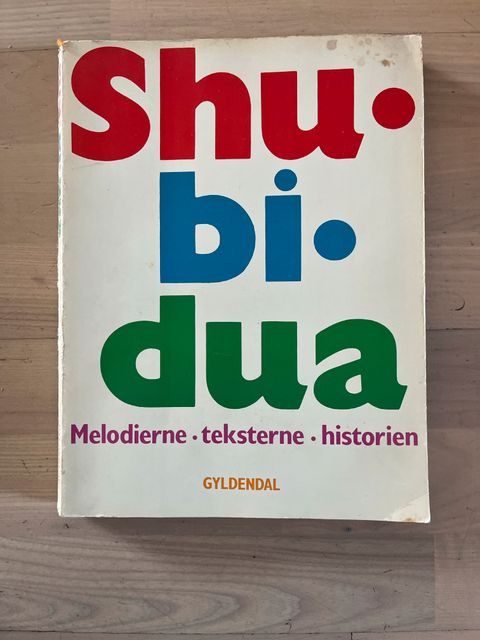 Shu·
bi·
dua
Melodierne · teksterne · historien
GYLDENDAL